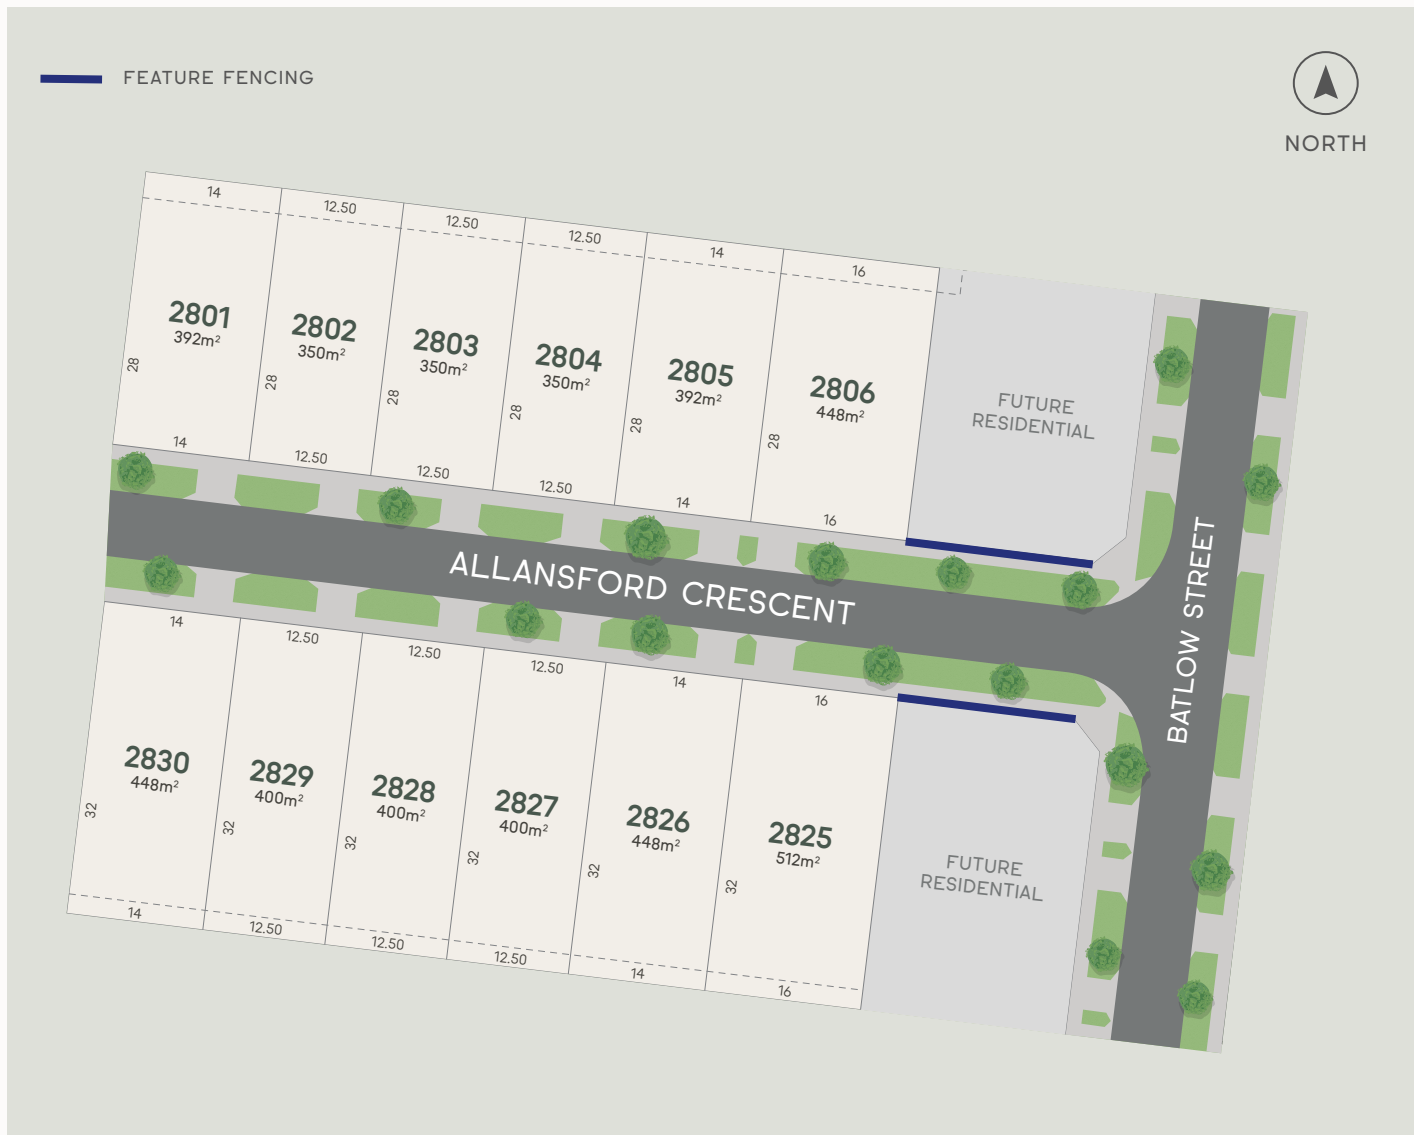 FEATURE FENCING
NORTH
14
12.50
12.50
12.50
14
16
2801
392m²
28
2802
350m²
28
2803
350m²
28
2804
350m²
28
2805
392m²
28
2806
448m²
28
FUTURE
RESIDENTIAL
14
12.50
12.50
12.50
14
16
ALLANSFORD CRESCENT
BATLOW STREET
14
12.50
12.50
12.50
14
16
2830
448m²
32
2829
400m²
32
2828
400m²
32
2827
400m²
32
2826
448m²
32
2825
512m²
32
FUTURE
RESIDENTIAL
14
12.50
12.50
12.50
14
16